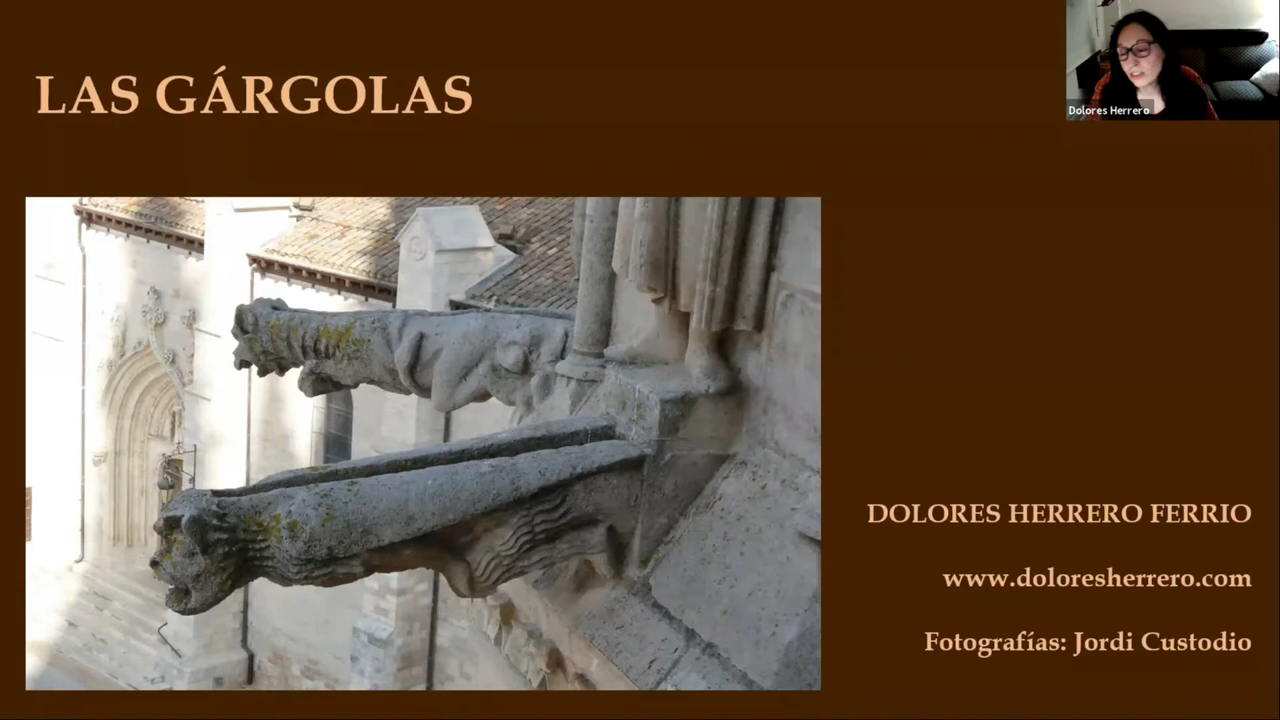 LAS GÁRGOLAS
Dolores Herrero
DOLORES HERRERO FERRIO
www.doloresherrero.com
Fotografías: Jordi Custodio